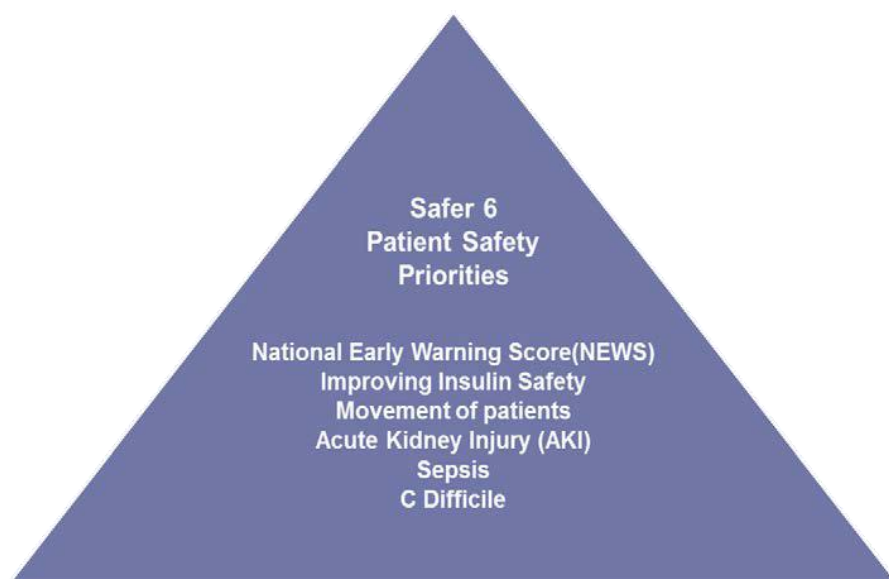 Safer 6
Patient Safety
Priorities
National Early Warning Score(NEWS)
Improving Insulin Safety
Movement of patients
Acute Kidney Injury (AKI)
Sepsis
C Difficile